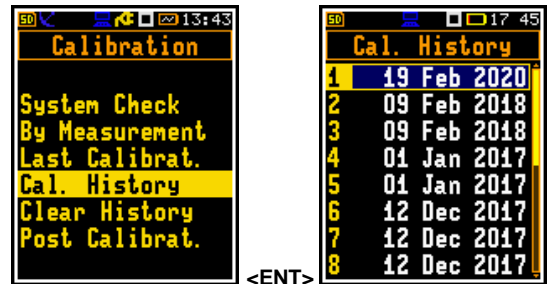 SD 13:43
Calibration
System Check
By Measurement
Last Calibrat.
Cal. History
Clear History
Post Calibrat.
<ENT>
SD 17 45
Cal. History
1 19 Feb 2020
2 09 Feb 2018
3 09 Feb 2018
4 01 Jan 2017
5 01 Jan 2017
6 12 Dec 2017
7 12 Dec 2017
8 12 Dec 2017